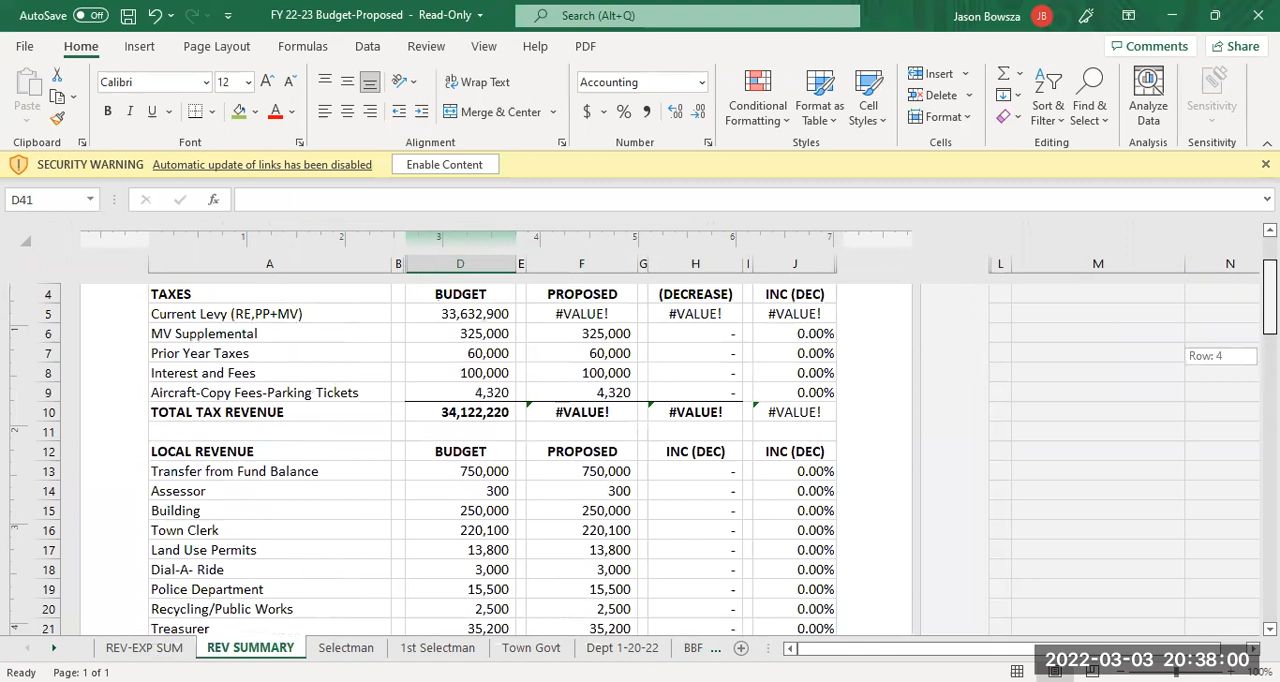 AutoSave Off FY 22-23 Budget-Proposed - Read-Only Search (Alt+Q) Jason Bowsza JB
File Home Insert Page Layout Formulas Data Review View Help PDF Comments Share
Paste Calibri 12 Wrap Text Accounting Conditional Formatting Format as Table Cell Styles Insert Sort & Filter Find & Select Analyze Data Sensitivity
B I U Merge & Center $ % Delete
Format
Clipboard Font Alignment Number Styles Cells Editing Analysis Sensitivity
SECURITY WARNING Automatic update of links has been disabled Enable Content
D41 fx
1 2 3 4 5 6 7
A B D E F G H I J L M N
4 TAXES BUDGET PROPOSED (DECREASE) INC (DEC)
5 Current Levy (RE,PP+MV) 33,632,900 #VALUE! #VALUE! #VALUE!
6 MV Supplemental 325,000 325,000 - 0.00%
7 Prior Year Taxes 60,000 60,000 - 0.00% Row: 4
8 Interest and Fees 100,000 100,000 - 0.00%
9 Aircraft-Copy Fees-Parking Tickets 4,320 4,320 - 0.00%
10 TOTAL TAX REVENUE 34,122,220 #VALUE! #VALUE! #VALUE!
11
12 LOCAL REVENUE BUDGET PROPOSED INC (DEC) INC (DEC)
13 Transfer from Fund Balance 750,000 750,000 - 0.00%
14 Assessor 300 300 - 0.00%
15 Building 250,000 250,000 - 0.00%
16 Town Clerk 220,100 220,100 - 0.00%
17 Land Use Permits 13,800 13,800 - 0.00%
18 Dial-A- Ride 3,000 3,000 - 0.00%
19 Police Department 15,500 15,500 - 0.00%
20 Recycling/Public Works 2,500 2,500 - 0.00%
21 Treasurer 35,200 35,200 - 0.00%
REV-EXP SUM REV SUMMARY Selectman 1st Selectman Town Govt Dept 1-20-22 BBF ...
Ready Page: 1 of 1 2022-03-03 20:38:00 100%